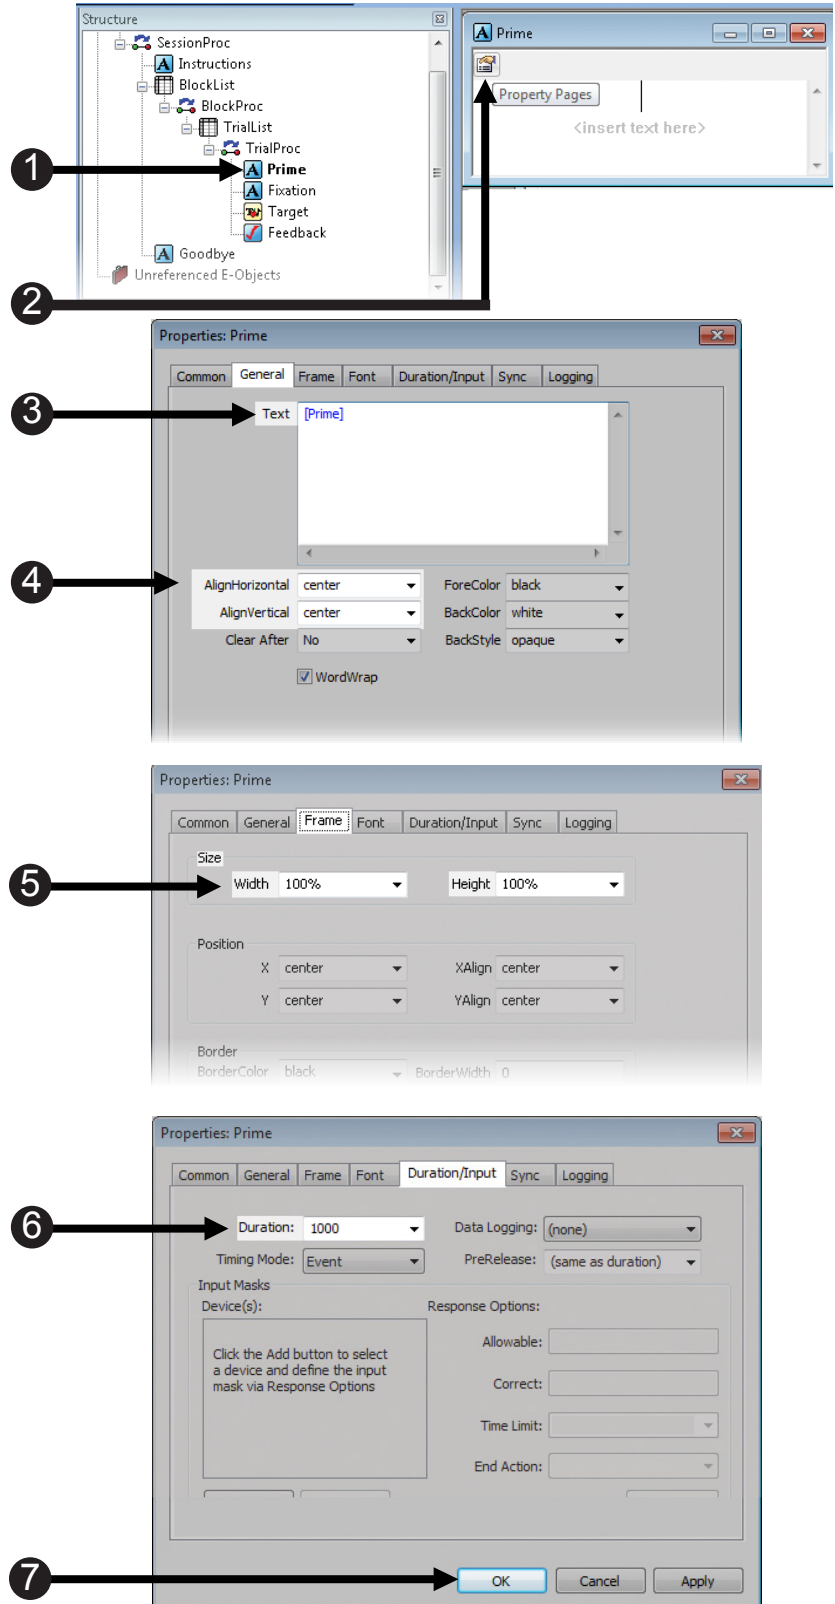 Structure
SessionProc
Instructions
BlockList
BlockProc
TrialList
TrialProc
1
Prime
Fixation
Target
Feedback
Goodbye
Unreferenced E-Objects
Prime
Property Pages
<insert text here>
2
Properties: Prime
Common General Frame Font Duration/Input Sync Logging
3
Text [Prime]
4
AlignHorizontal center ForeColor black
AlignVertical center BackColor white
Clear After No BackStyle opaque
WordWrap
Properties: Prime
Common General Frame Font Duration/Input Sync Logging
Size
5
Width 100% Height 100%
Position
X center XAlign center
Y center YAlign center
Border
BorderColor black BorderWidth 0
Properties: Prime
Common General Frame Font Duration/Input Sync Logging
6
Duration: 1000 Data Logging: (none)
Timing Mode: Event PreRelease: (same as duration)
Input Masks
Device(s): Response Options:
Click the Add button to select
a device and define the input
mask via Response Options
Allowable:
Correct:
Time Limit:
End Action:
7
OK Cancel Apply